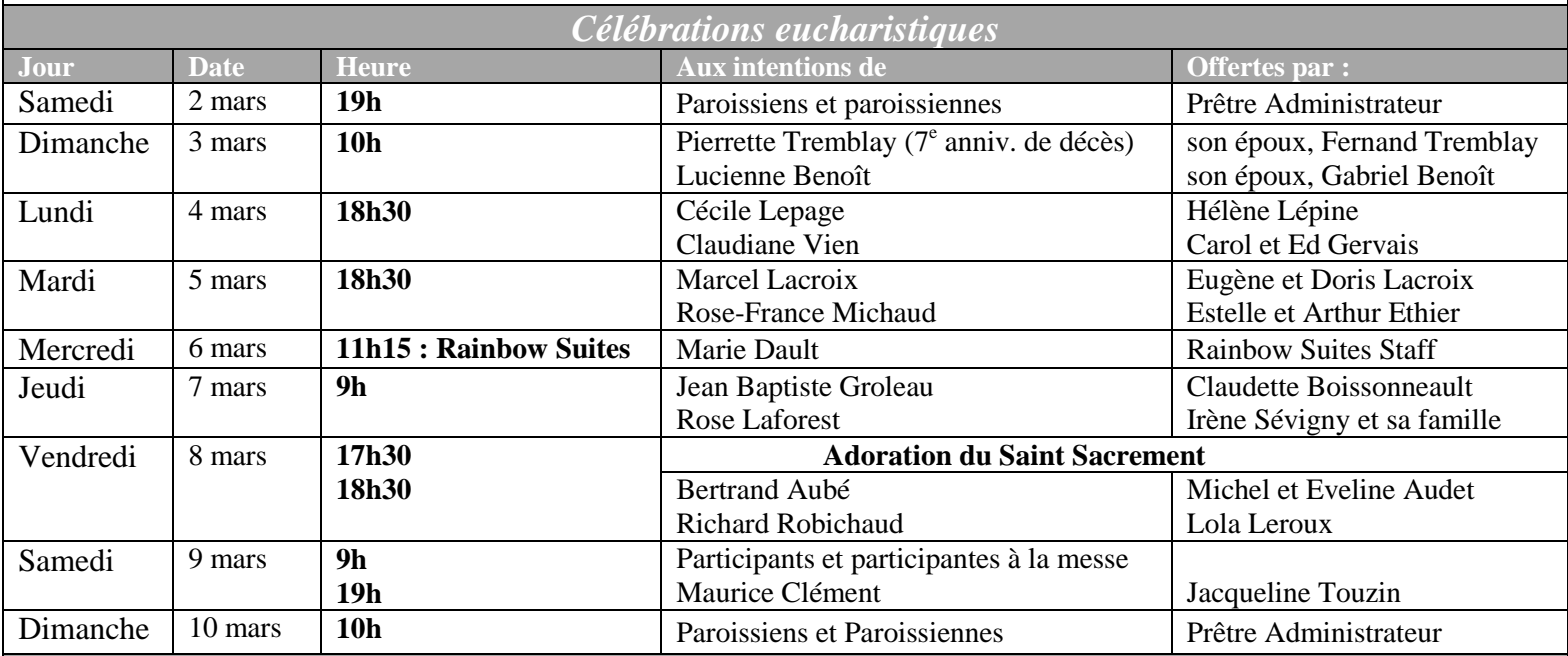 Célébrations eucharistiques
Jour Date Heure Aux intentions de Offertes par :
Samedi 2 mars 19h Paroissiens et paroissiennes Prêtre Administrateur
Dimanche 3 mars 10h Pierrette Tremblay (7e anniv. de décès) son époux, Fernand Tremblay
Lucienne Benoît son époux, Gabriel Benoît
Lundi 4 mars 18h30 Cécile Lepage Hélène Lépine
Claudiane Vien Carol et Ed Gervais
Mardi 5 mars 18h30 Marcel Lacroix Eugène et Doris Lacroix
Rose-France Michaud Estelle et Arthur Ethier
Mercredi 6 mars 11h15 : Rainbow Suites Marie Dault Rainbow Suites Staff
Jeudi 7 mars 9h Jean Baptiste Groleau Claudette Boissonneault
Rose Laforest Irène Sévigny et sa famille
Vendredi 8 mars 17h30 Adoration du Saint Sacrement
18h30 Bertrand Aubé Michel et Eveline Audet
Richard Robichaud Lola Leroux
Samedi 9 mars 9h Participants et participantes à la messe
19h Maurice Clément Jacqueline Touzin
Dimanche 10 mars 10h Paroissiens et Paroissiennes Prêtre Administrateur